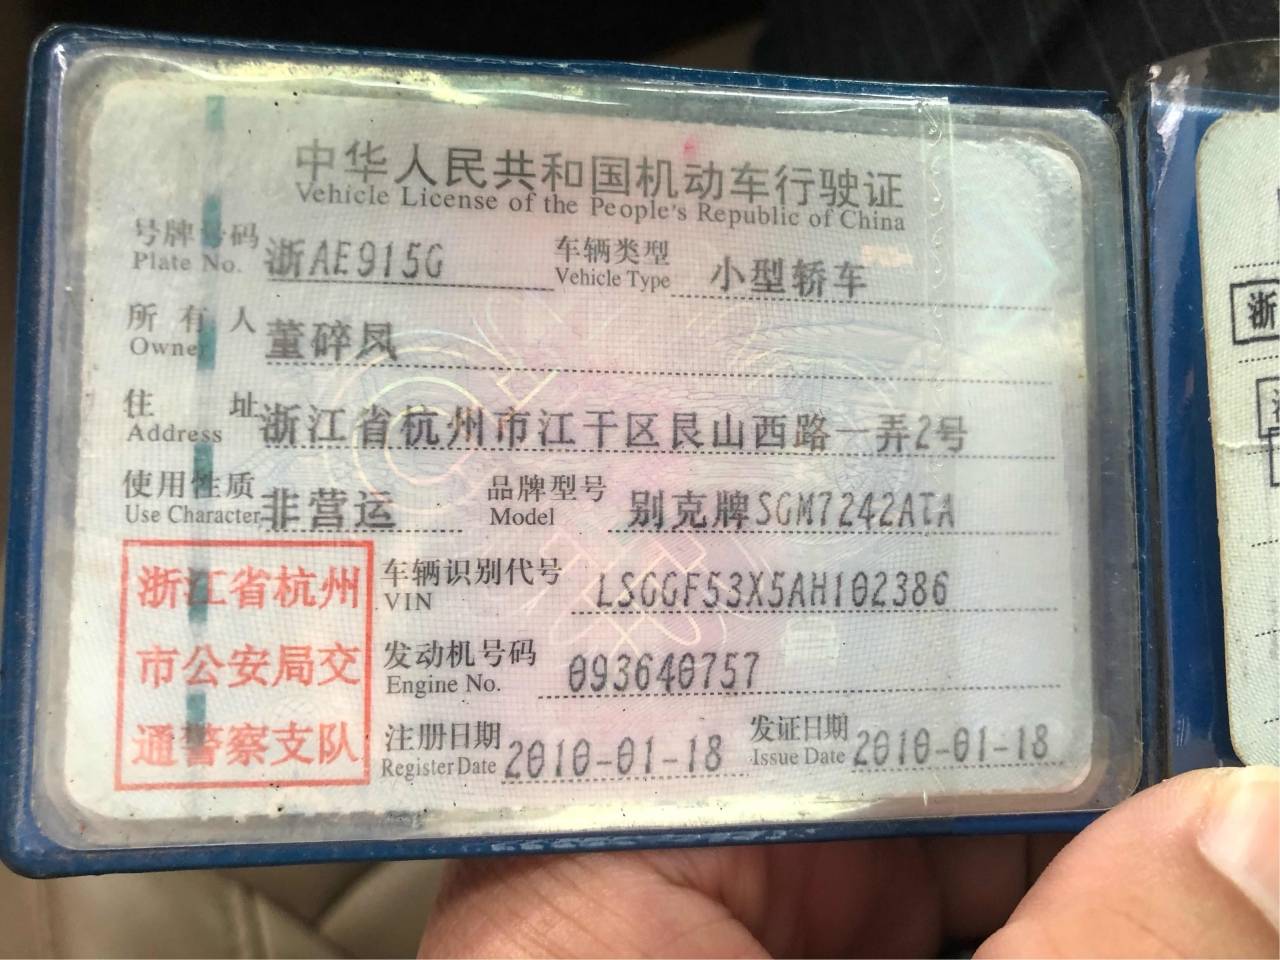 中华人民共和国机动车行驶证
Vehicle License of the People's Republic of China
号牌号码 浙AE915G 车辆类型 小型轿车
Plate No. Vehicle Type
所有人 董碎凤
Owner
住址 浙江省杭州市江干区艮山西路一弄2号
Address
使用性质 非营运 品牌型号 别克牌SGM7242ATA
Use Character Model
浙江省杭州
市公安局交
通警察支队
车辆识别代号 LSGGF53X5AH102386
VIN
发动机号码 093640757
Engine No.
注册日期 2010-01-18 发证日期 2010-01-18
Register Date Issue Date
浙